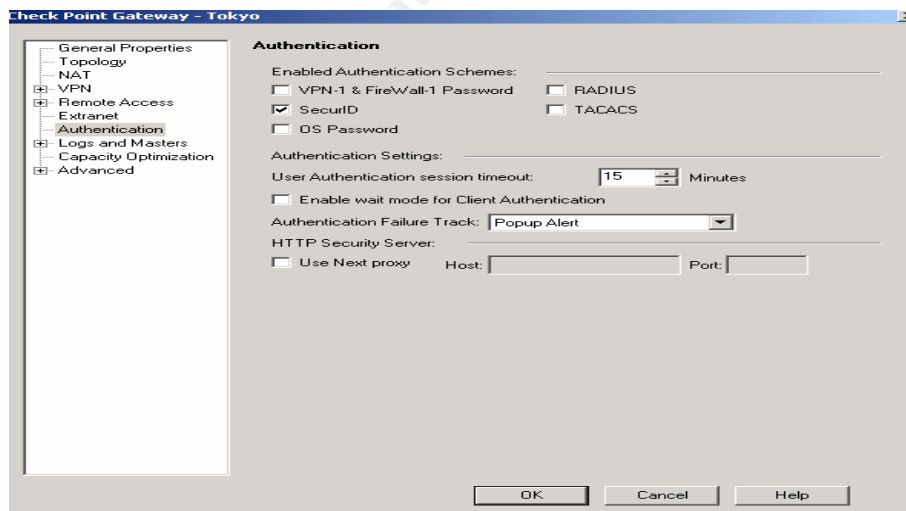 Check Point Gateway - Tokyo
General Properties
Topology
NAT
VPN
Remote Access
Extranet
Authentication
Logs and Masters
Capacity Optimization
Advanced
Authentication
Enabled Authentication Schemes:
VPN-1 & FireWall-1 Password
RADIUS
SecurID
TACACS
OS Password
Authentication Settings:
User Authentication session timeout: 15 Minutes
Enable wait mode for Client Authentication
Authentication Failure Track: Popup Alert
HTTP Security Server:
Use Next proxy Host: Port:
OK Cancel Help